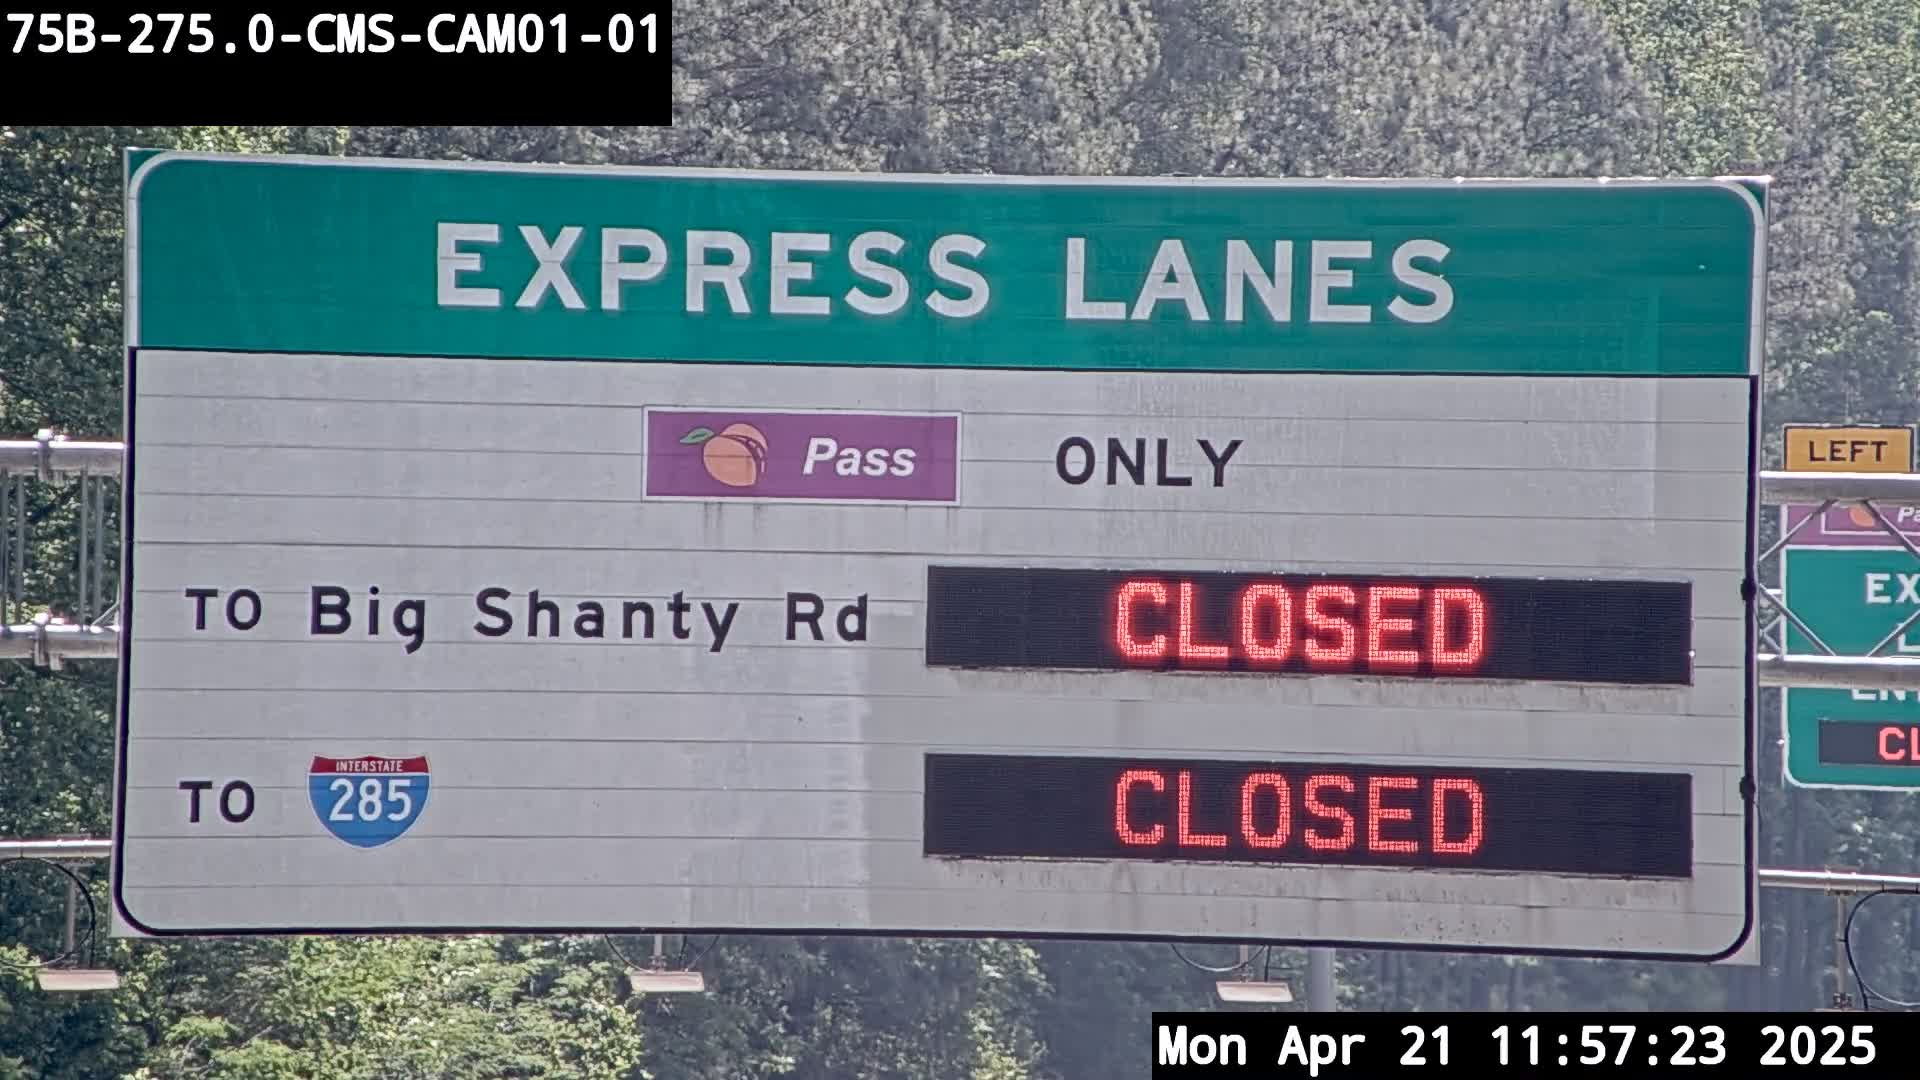 75B-275.0-CMS-CAM01-01
EXPRESS LANES
Pass ONLY
TO Big Shanty Rd CLOSED
TO INTERSTATE 285 CLOSED
LEFT
Mon Apr 21 11:57:23 2025